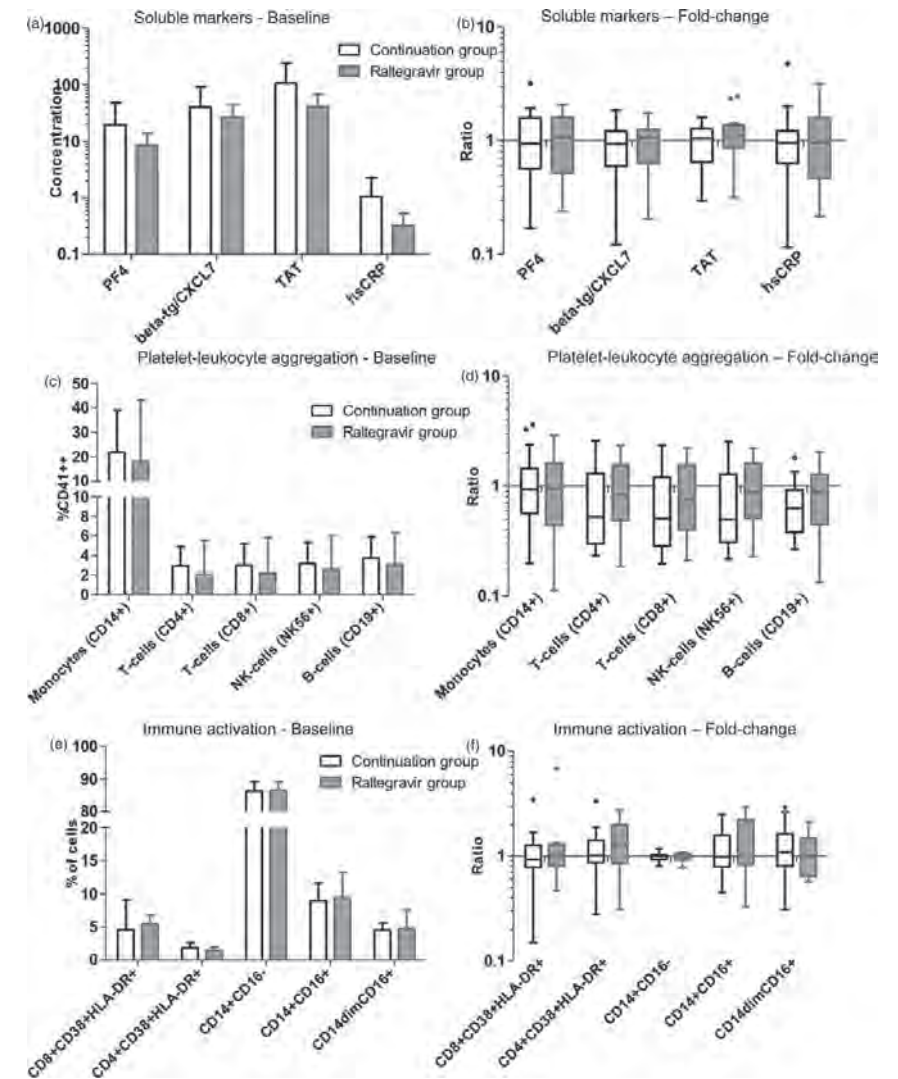 (a) Soluble markers - Baseline
Concentration
1000
100
10
1
0.1
Continuation group
Raltegravir group
PF4
beta-tg/CXCL7
TAT
hsCRP
(b) Soluble markers – Fold-change
Ratio
10
1
0.1
PF4
beta-tg/CXCL7
TAT
hsCRP
Platelet-leukocyte aggregation - Baseline
(c)
%CD41++
50
40
30
20
10
10
8
6
4
2
0
Continuation group
Raltegravir group
Monocytes (CD14+)
T-cells (CD4+)
T-cells (CD8+)
NK-cells (NK56+)
B-cells (CD19+)
Platelet-leukocyte aggregation – Fold-change
(d)
Ratio
10
1
0.1
Monocytes (CD14+)
T-cells (CD4+)
T-cells (CD8+)
NK-cells (NK56+)
B-cells (CD19+)
Immune activation - Baseline
(e)
% of cells
100
90
80
20
15
10
5
0
Continuation group
Raltegravir group
CD8+CD38+HLA-DR+
CD4+CD38+HLA-DR+
CD14+CD16-
CD14+CD16+
CD14dimCD16+
Immune activation – Fold-change
(f)
Ratio
10
1
0.1
CD8+CD38+HLA-DR+
CD4+CD38+HLA-DR+
CD14+CD16-
CD14+CD16+
CD14dimCD16+